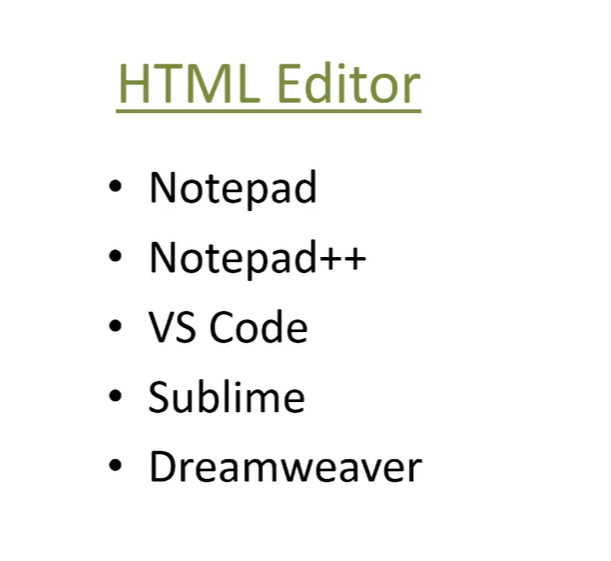 HTML Editor
• Notepad
• Notepad++
• VS Code
• Sublime
• Dreamweaver